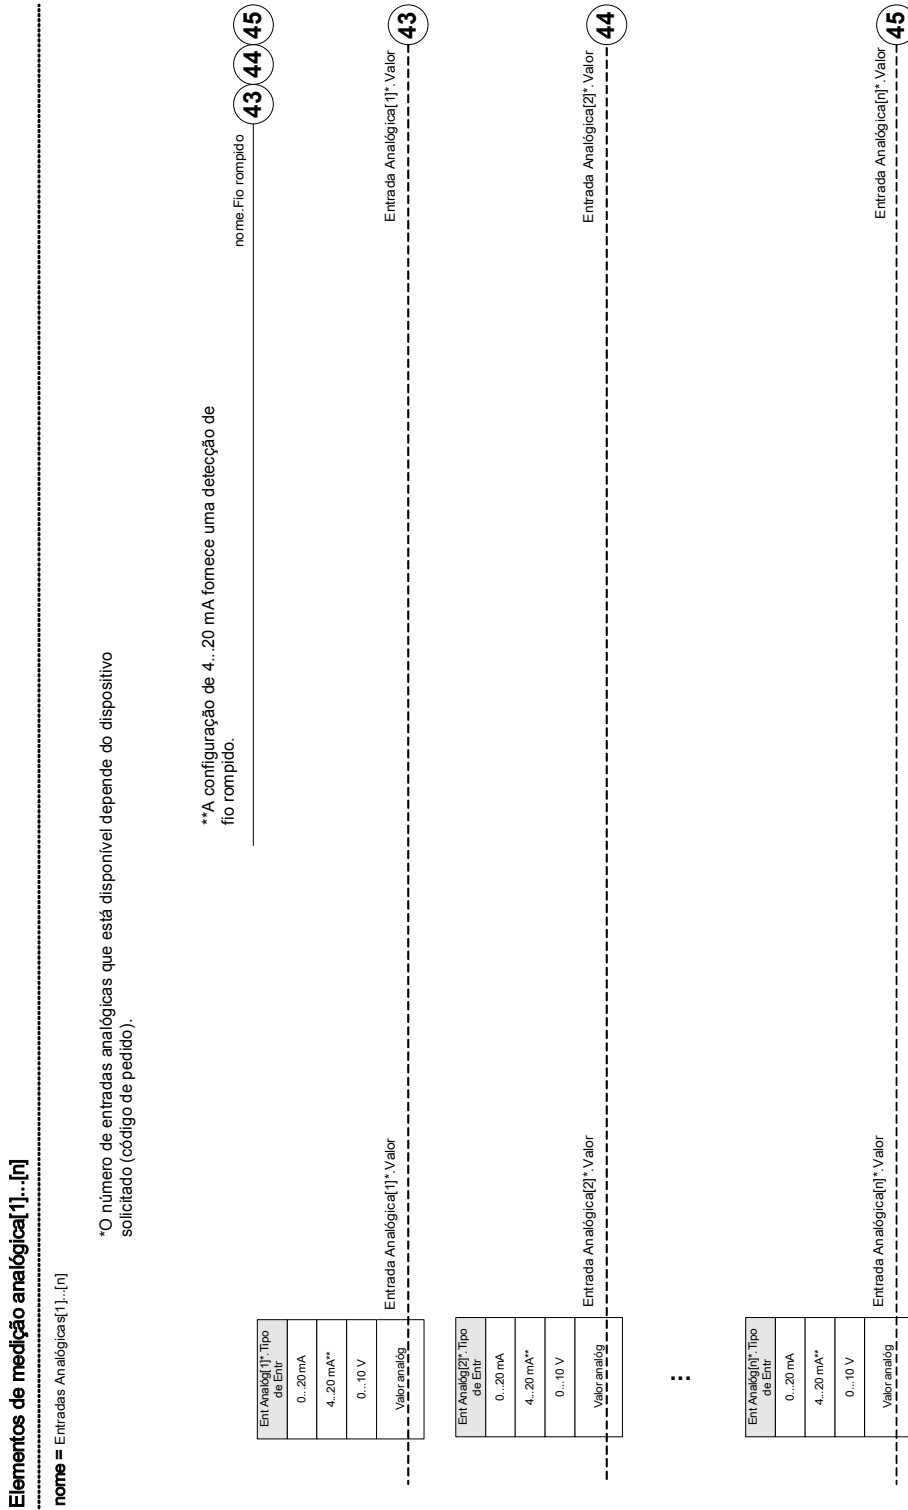 Elementos de medição analógica[1]...[n]
nome = Entradas Analógicas[1]...[n]
*O número de entradas analógicas que está disponível depende do dispositivo
solicitado (código de pedido).
**A configuração de 4...20 mA fornece uma detecção de
fio rompido.
nome.Fio rompido
43 44 45
Ent Analóg[1]*.Tipo
de Entr
0...20 mA
4...20 mA**
0...10 V
Valor analóg
Entrada Analógica[1]*.Valor
Entrada Analógica[1]*.Valor
43
Ent Analóg[2]*.Tipo
de Entr
0...20 mA
4...20 mA**
0...10 V
Valor analóg
Entrada Analógica[2]*.Valor
Entrada Analógica[2]*.Valor
44
...
Ent Analóg[n]*.Tipo
de Entr
0...20 mA
4...20 mA**
0...10 V
Valor analóg
Entrada Analógica[n]*.Valor
Entrada Analógica[n]*.Valor
45